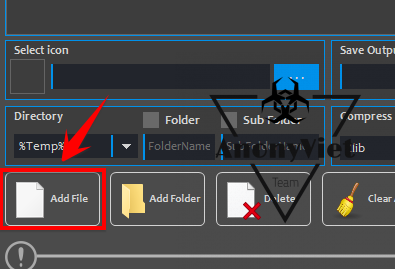 Select icon
Save Outp
...
Directory
Folder
Sub Folder
Compress
%Temp%
FolderName
.lib
AnonyViet
Team
Add File
Add Folder
Delete
Clear